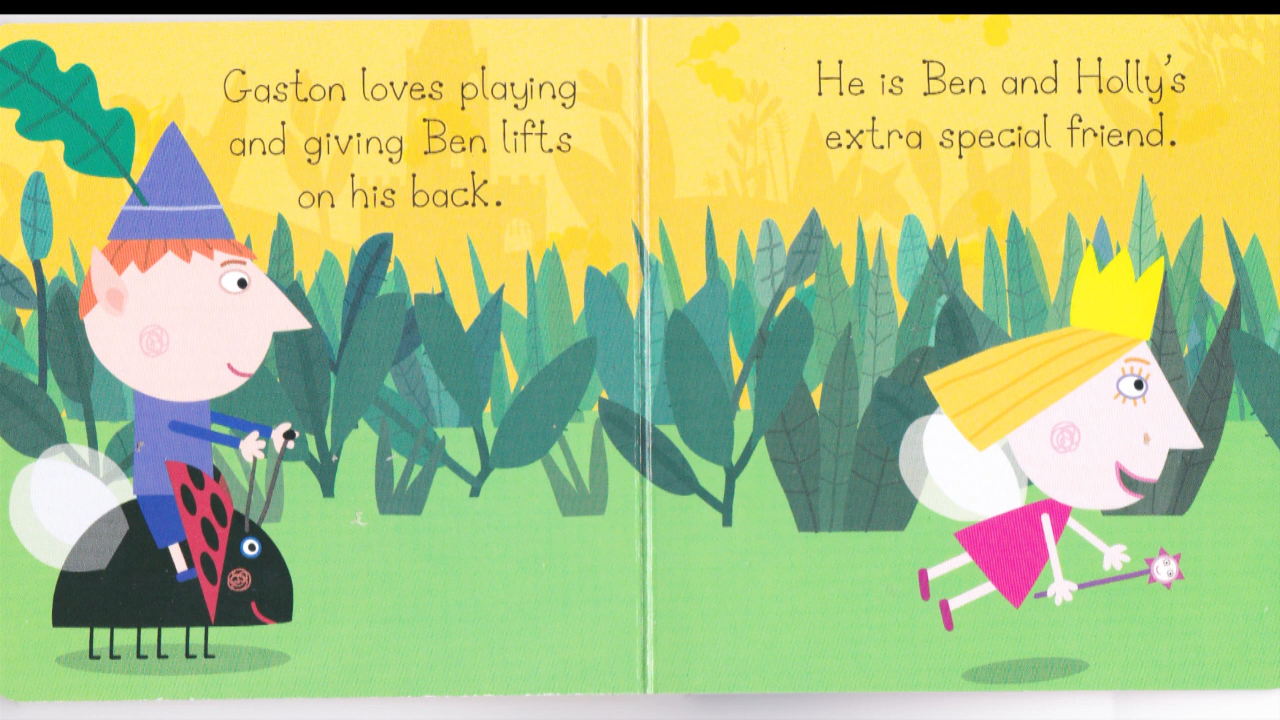 Gaston loves playing
and giving Ben lifts
on his back.
He is Ben and Holly's
extra special friend.